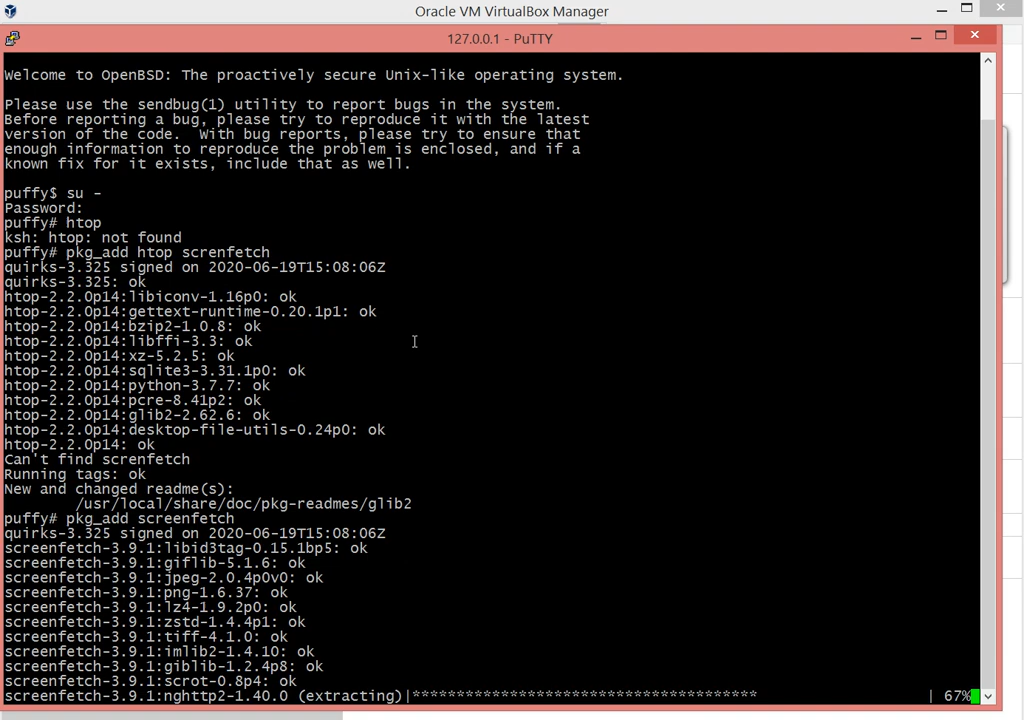 Oracle VM VirtualBox Manager
127.0.0.1 - PuTTY
Welcome to OpenBSD: The proactively secure Unix-like operating system.
Please use the sendbug(1) utility to report bugs in the system.
Before reporting a bug, please try to reproduce it with the latest
version of the code.  With bug reports, please try to ensure that
enough information to reproduce the problem is enclosed, and if a
known fix for it exists, include that as well.
puffy$ su -
Password:
puffy# htop
ksh: htop: not found
puffy# pkg_add htop screnfetch
quirks-3.325 signed on 2020-06-19T15:08:06Z
quirks-3.325: ok
htop-2.2.0p14:libiconv-1.16p0: ok
htop-2.2.0p14:gettext-runtime-0.20.1p1: ok
htop-2.2.0p14:bzip2-1.0.8: ok
htop-2.2.0p14:libffi-3.3: ok
htop-2.2.0p14:xz-5.2.5: ok
htop-2.2.0p14:sqlite3-3.31.1p0: ok
htop-2.2.0p14:python-3.7.7: ok
htop-2.2.0p14:pcre-8.41p2: ok
htop-2.2.0p14:glib2-2.62.6: ok
htop-2.2.0p14:desktop-file-utils-0.24p0: ok
htop-2.2.0p14: ok
Can't find screnfetch
Running tags: ok
New and changed readme(s):
        /usr/local/share/doc/pkg-readmes/glib2
puffy# pkg_add screenfetch
quirks-3.325 signed on 2020-06-19T15:08:06Z
screenfetch-3.9.1:libid3tag-0.15.1bp5: ok
screenfetch-3.9.1:giflib-5.1.6: ok
screenfetch-3.9.1:jpeg-2.0.4p0v0: ok
screenfetch-3.9.1:png-1.6.37: ok
screenfetch-3.9.1:lz4-1.9.2p0: ok
screenfetch-3.9.1:zstd-1.4.4p1: ok
screenfetch-3.9.1:tiff-4.1.0: ok
screenfetch-3.9.1:imlib2-1.4.10: ok
screenfetch-3.9.1:giblib-1.2.4p8: ok
screenfetch-3.9.1:scrot-0.8p4: ok
screenfetch-3.9.1:nghttp2-1.40.0 (extracting)|*************************************** | 67%